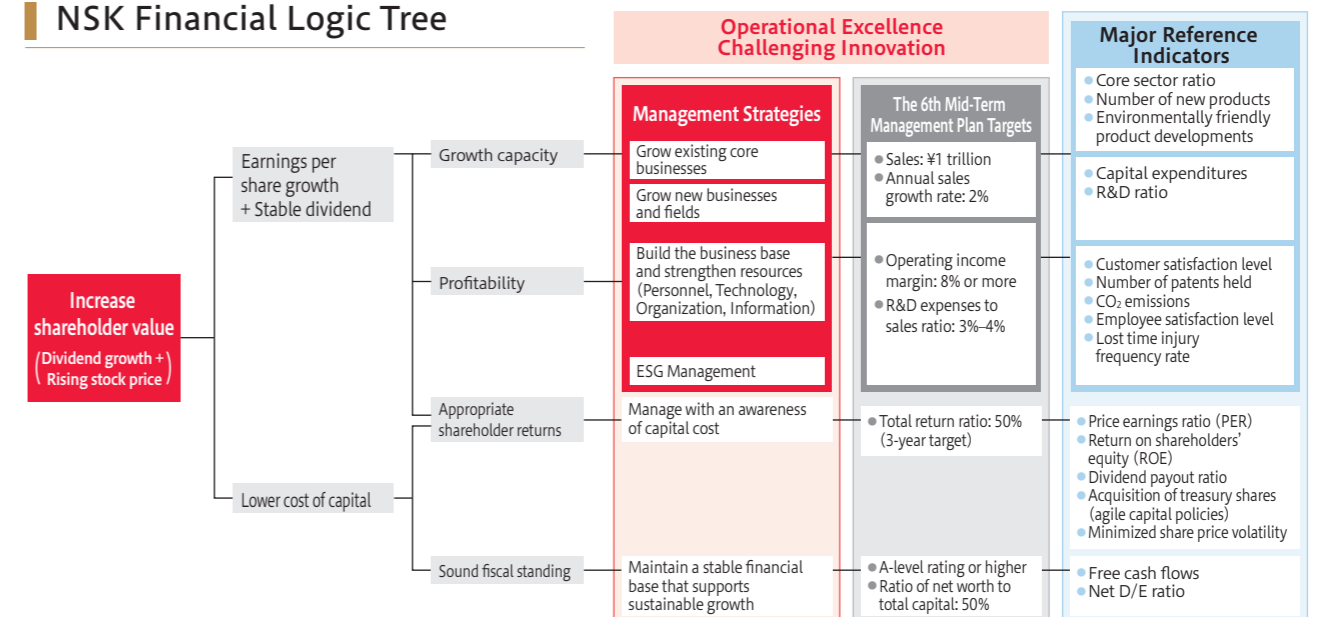 NSK Financial Logic Tree
Operational Excellence
Challenging Innovation
Major Reference
Indicators
Management Strategies
The 6th Mid-Term
Management Plan Targets
Increase
shareholder value
(Dividend growth +
Rising stock price)
Earnings per
share growth
+ Stable dividend
Lower cost of capital
Growth capacity
Profitability
Appropriate
shareholder returns
Sound fiscal standing
Grow existing core
businesses
Grow new businesses
and fields
Build the business base
and strengthen resources
(Personnel, Technology,
Organization, Information)
ESG Management
Manage with an awareness
of capital cost
Maintain a stable financial
base that supports
sustainable growth
● Sales: ¥1 trillion
● Annual sales
growth rate: 2%
● Operating income
margin: 8% or more
● R&D expenses to
sales ratio: 3%–4%
● Total return ratio: 50%
(3-year target)
● A-level rating or higher
● Ratio of net worth to
total capital: 50%
● Core sector ratio
● Number of new products
● Environmentally friendly
product developments
● Capital expenditures
● R&D ratio
● Customer satisfaction level
● Number of patents held
● CO₂ emissions
● Employee satisfaction level
● Lost time injury
frequency rate
● Price earnings ratio (PER)
● Return on shareholders'
equity (ROE)
● Dividend payout ratio
● Acquisition of treasury shares
(agile capital policies)
● Minimized share price volatility
● Free cash flows
● Net D/E ratio